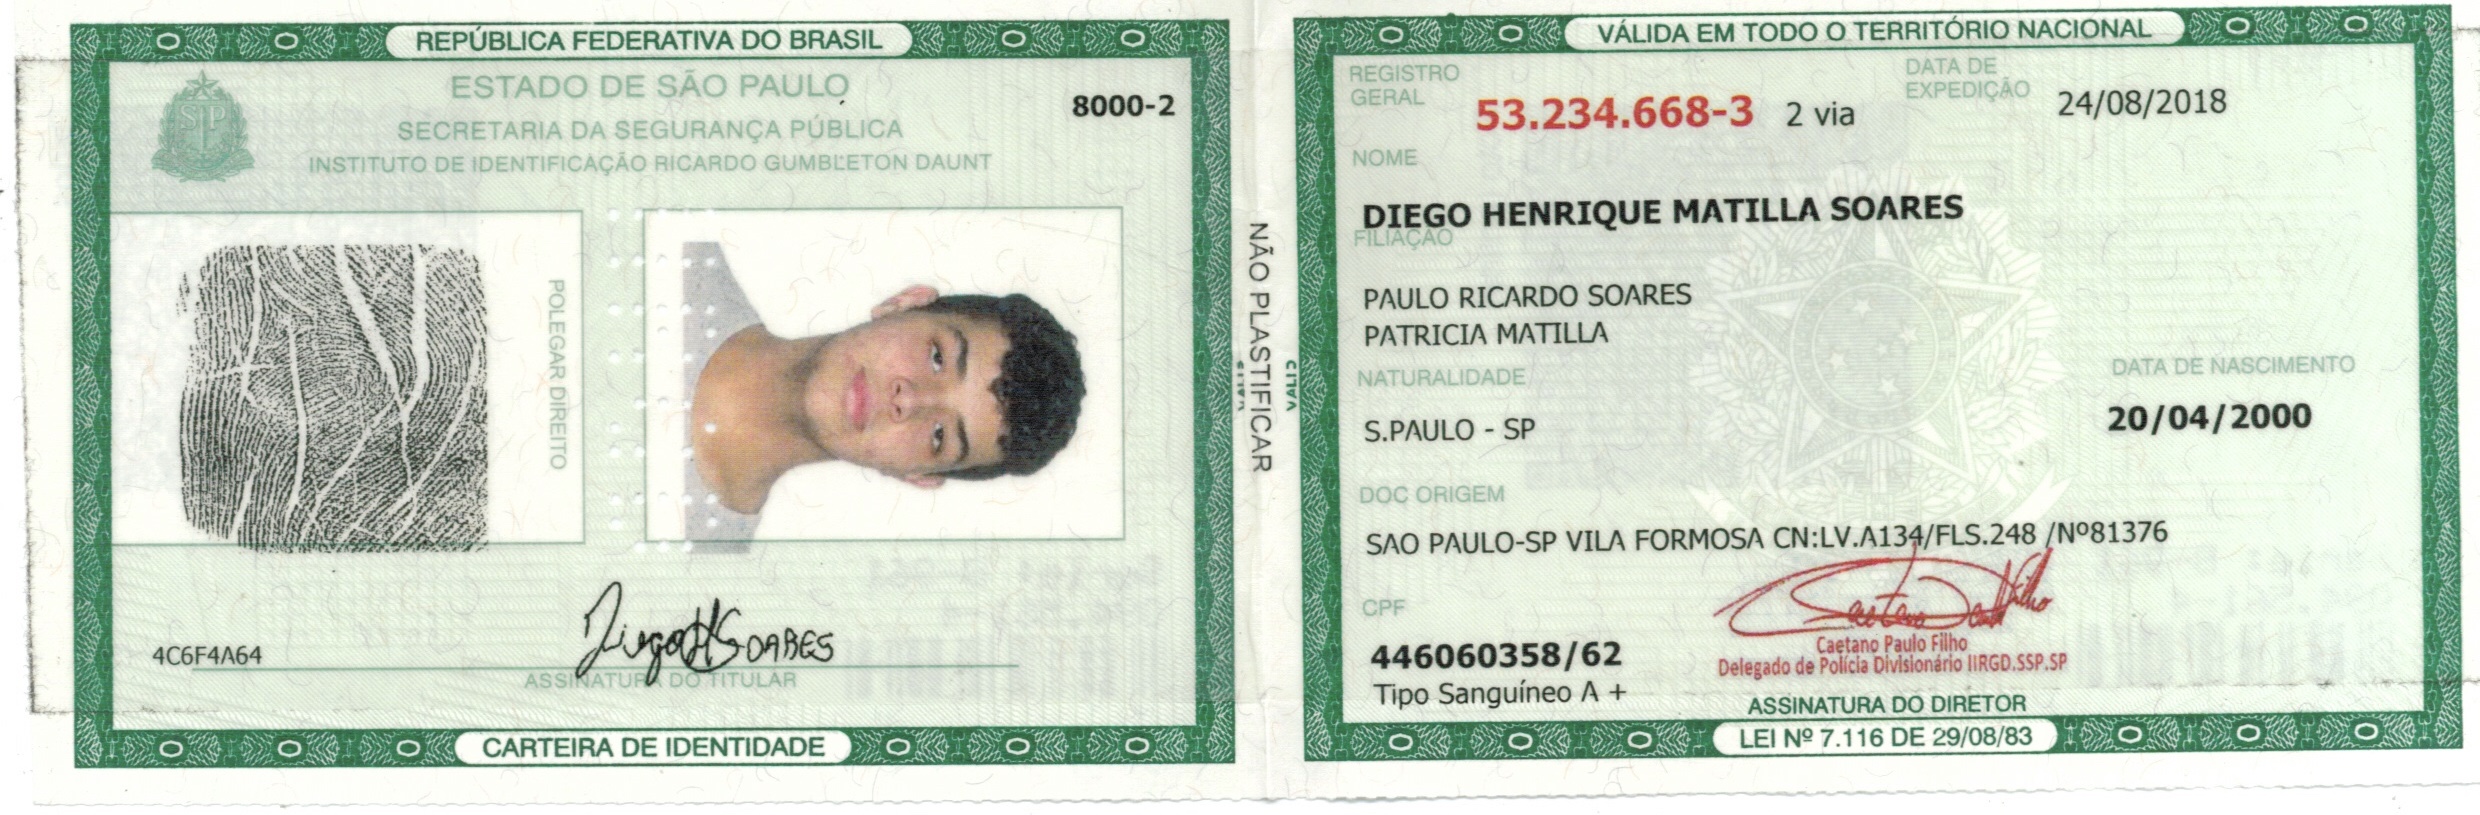 REPÚBLICA FEDERATIVA DO BRASIL
ESTADO DE SÃO PAULO
SECRETARIA DA SEGURANÇA PÚBLICA
INSTITUTO DE IDENTIFICAÇÃO RICARDO GUMBLETON DAUNT
8000-2
SP
POLEGAR DIREITO
4C6F4A64
Diego H SOARES
ASSINATURA DO TITULAR
CARTEIRA DE IDENTIDADE
NÃO PLASTIFICAR
VÁLIDA EM TODO O TERRITÓRIO NACIONAL
REGISTRO GERAL 53.234.668-3 2 via
DATA DE EXPEDIÇÃO 24/08/2018
NOME
DIEGO HENRIQUE MATILLA SOARES
FILIAÇÃO
PAULO RICARDO SOARES
PATRICIA MATILLA
NATURALIDADE
S.PAULO - SP
DATA DE NASCIMENTO
20/04/2000
DOC ORIGEM
SAO PAULO-SP VILA FORMOSA CN:LV.A134/FLS.248 /Nº81376
CPF
446060358/62
Tipo Sanguíneo A +
Caetano Paulo Filho
Delegado de Polícia Divisionário IIRGD.SSP.SP
ASSINATURA DO DIRETOR
LEI Nº 7.116 DE 29/08/83